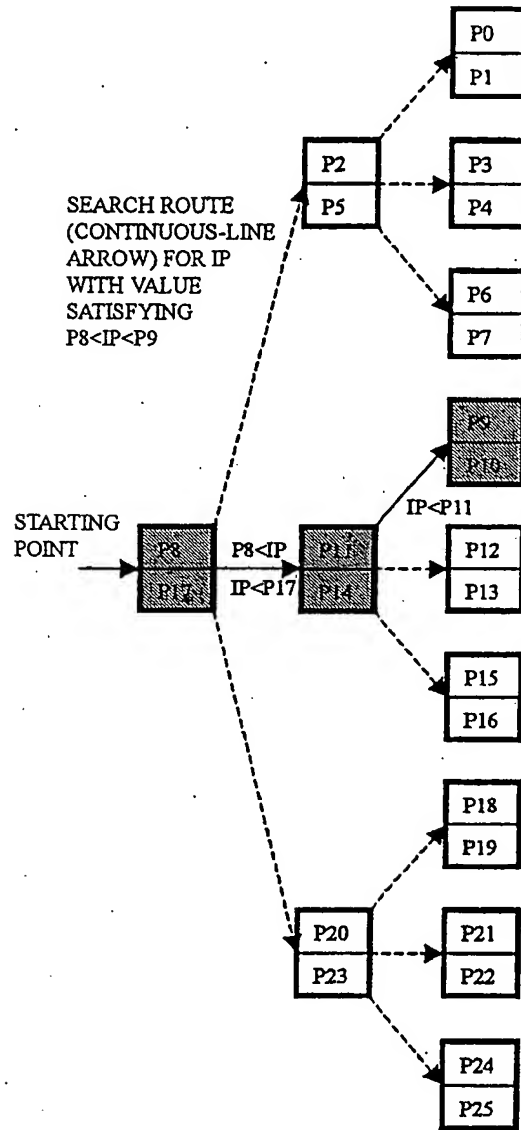 P0
P1
P2
P5
P3
P4
SEARCH ROUTE
(CONTINUOUS-LINE
ARROW) FOR IP
WITH VALUE
SATISFYING
P8<IP<P9
P6
P7
P9
P10
IP<P11
STARTING
POINT
P8
P17
P8<IP
IP<P17
P11
P14
P12
P13
P15
P16
P18
P19
P20
P23
P21
P22
P24
P25